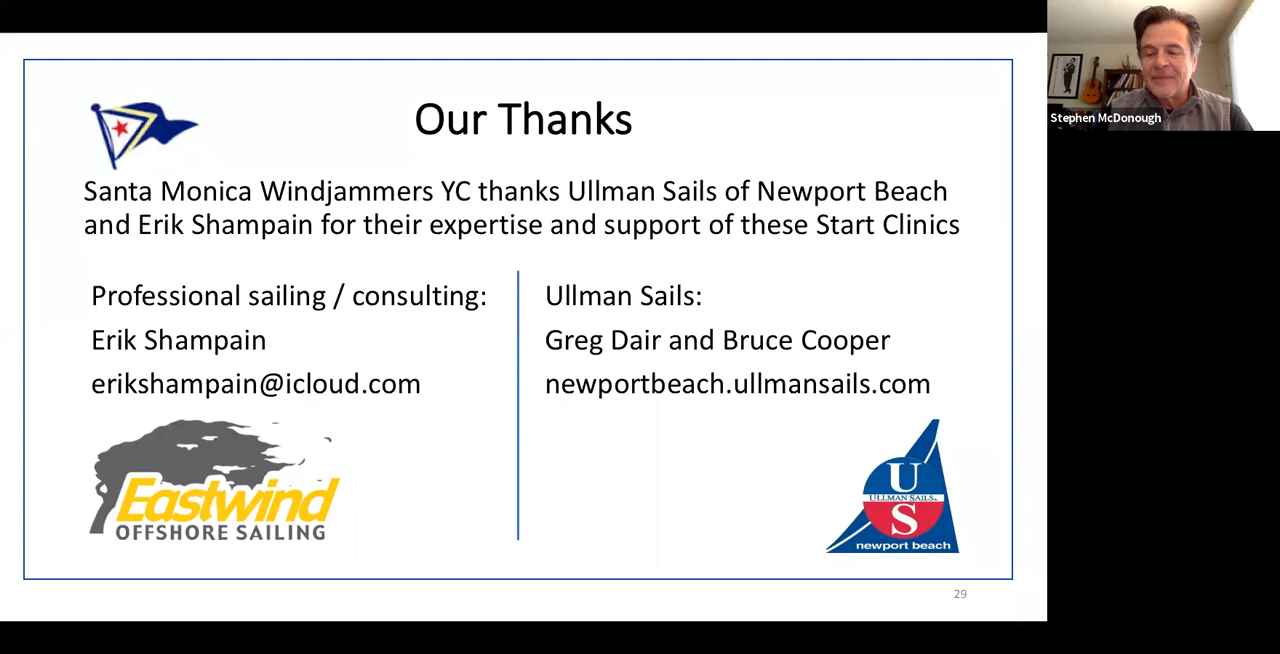 Our Thanks
Santa Monica Windjammers YC thanks Ullman Sails of Newport Beach
and Erik Shampain for their expertise and support of these Start Clinics
Professional sailing / consulting:
Erik Shampain
erikshampain@icloud.com
Eastwind
OFFSHORE SAILING
Ullman Sails:
Greg Dair and Bruce Cooper
newportbeach.ullmansails.com
U
ULLMAN SAILS
S
newport beach
29
Stephen McDonough